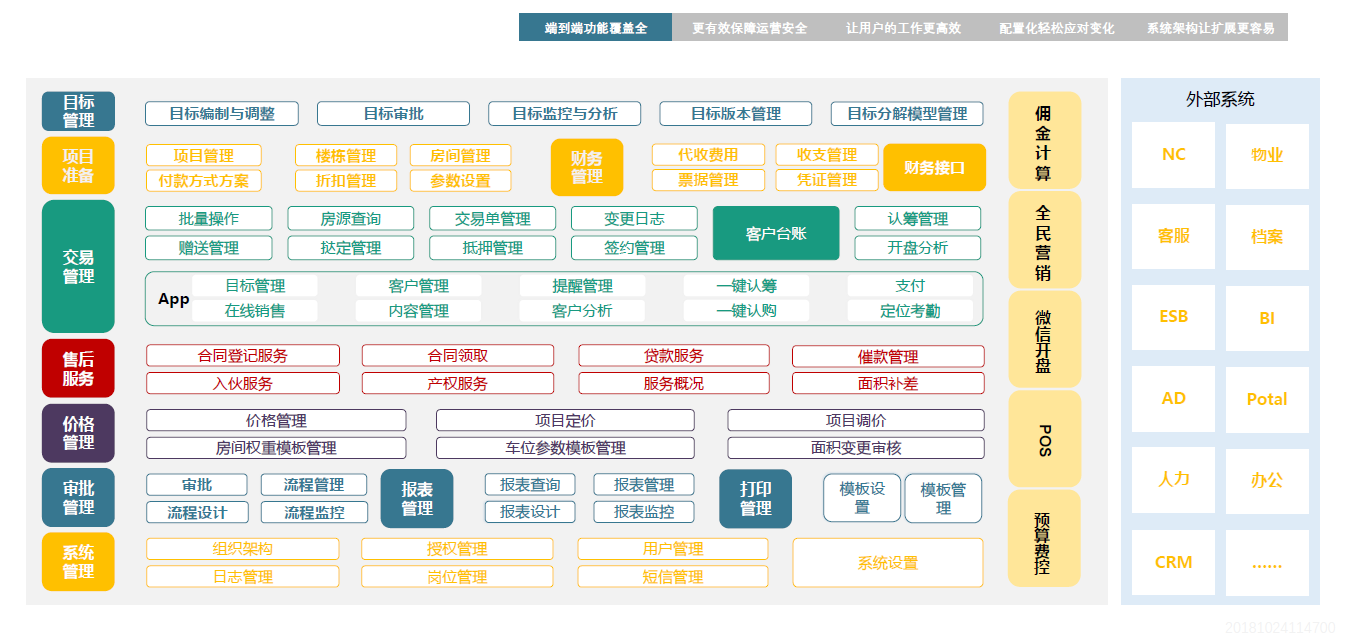 端到端功能覆盖全
更有效保障运营安全
让用户的工作更高效
配置化轻松应对变化
系统架构让扩展更容易
目标
管理
目标编制与调整
目标审批
目标监控与分析
目标版本管理
目标分解模型管理
项目
准备
项目管理
楼栋管理
房间管理
付款方式方案
折扣管理
参数设置
财务
管理
代收费用
收支管理
票据管理
凭证管理
财务接口
交易
管理
批量操作
房源查询
交易单管理
变更日志
赠送管理
挞定管理
抵押管理
签约管理
客户台账
认筹管理
开盘分析
App
目标管理
客户管理
提醒管理
一键认筹
支付
在线销售
内容管理
客户分析
一键认购
定位考勤
售后
服务
合同登记服务
合同领取
贷款服务
催款管理
入伙服务
产权服务
服务概况
面积补差
价格
管理
价格管理
项目定价
项目调价
房间权重模板管理
车位参数模板管理
面积变更审核
审批
管理
审批
流程管理
流程设计
流程监控
报表
管理
报表查询
报表管理
报表设计
报表监控
打印
管理
模板设
置
模板管
理
系统
管理
组织架构
授权管理
用户管理
日志管理
岗位管理
短信管理
系统设置
佣金计算
全民营销
微信开盘
POS
预算费控
外部系统
NC
物业
客服
档案
ESB
BI
AD
Potal
人力
办公
CRM
……
20181024114700